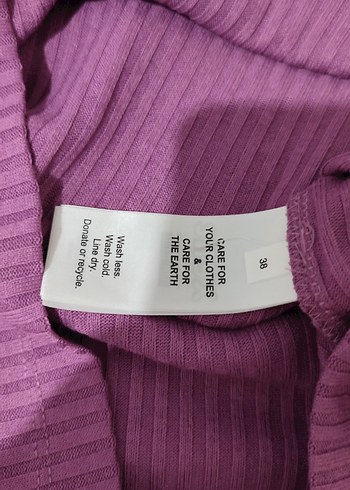 38
CARE FOR
YOUR CLOTHES
&
CARE FOR
THE EARTH
Wash less.
Wash cold.
Line dry.
Donate or recycle.